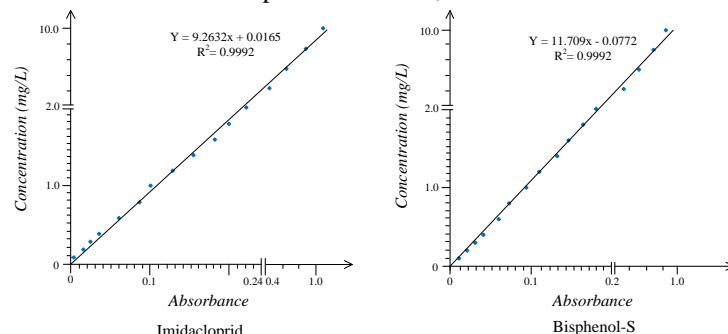 10.0
Y = 9.2632x + 0.0165
R²= 0.9992
2.0
Concentration (mg/L)
1.0
0
0
0.1
0.24
0.4
1.0
Absorbance
Imidacloprid
10.0
Y = 11.709x - 0.0772
R²= 0.9992
2.0
Concentration (mg/L)
1.0
0
0
0.1
0.2
1.0
Absorbance
Bisphenol-S